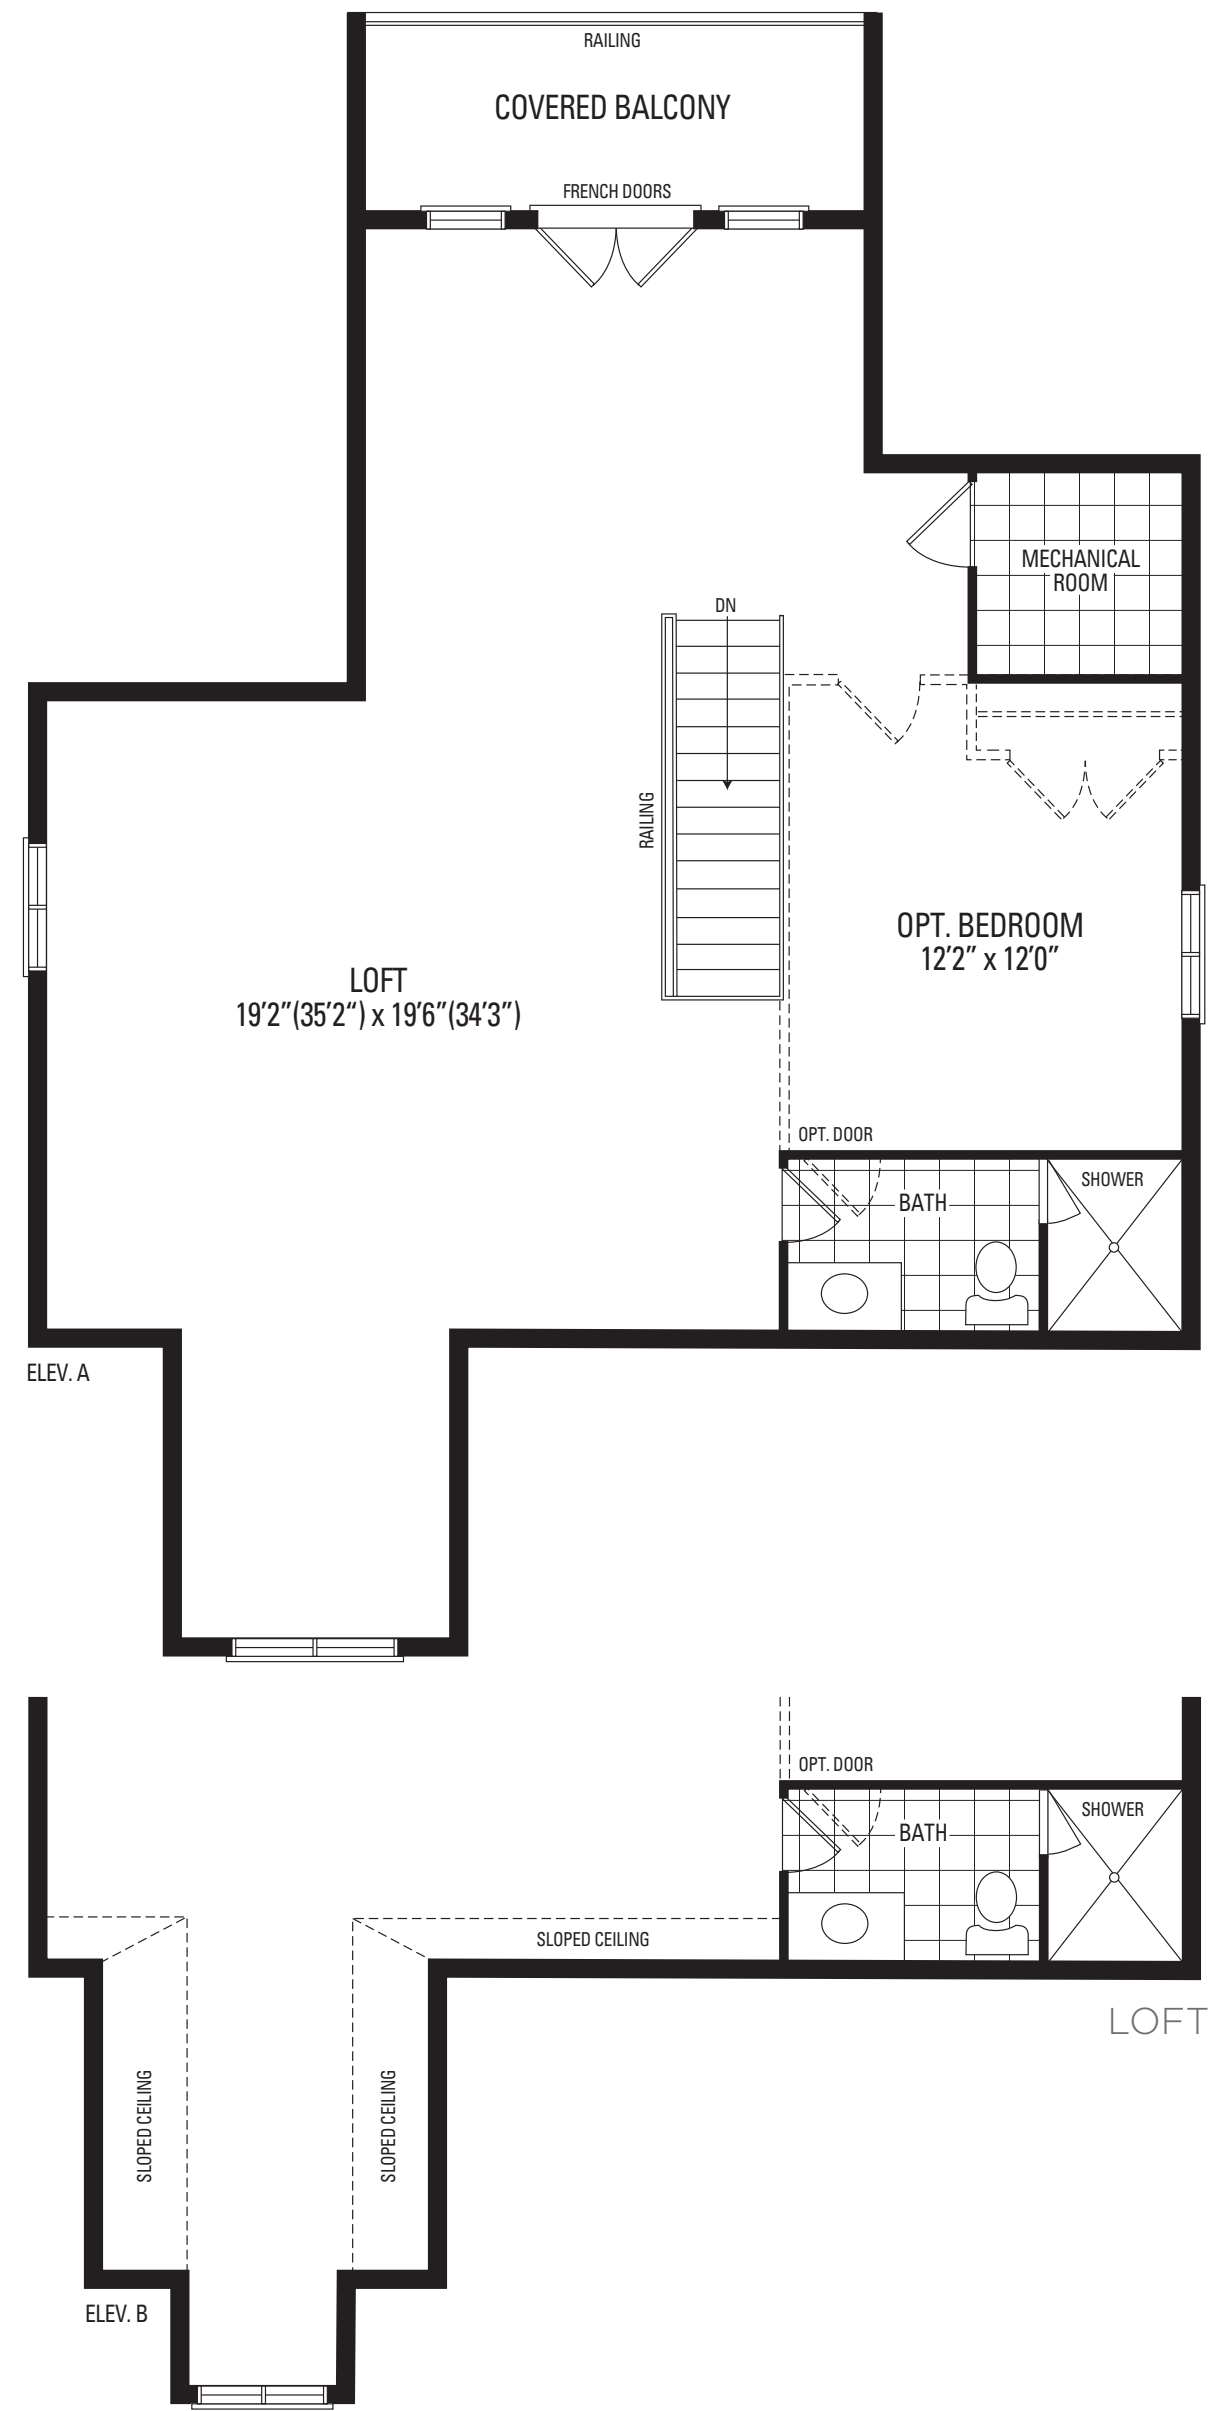 RAILING
COVERED BALCONY
FRENCH DOORS
MECHANICAL
ROOM
DN
RAILING
OPT. BEDROOM
12'2" x 12'0"
LOFT
19'2"(35'2“) x 19'6"(34'3")
OPT. DOOR
BATH
SHOWER
ELEV. A
OPT. DOOR
BATH
SHOWER
SLOPED CEILING
LOFT
SLOPED CEILING
SLOPED CEILING
ELEV. B